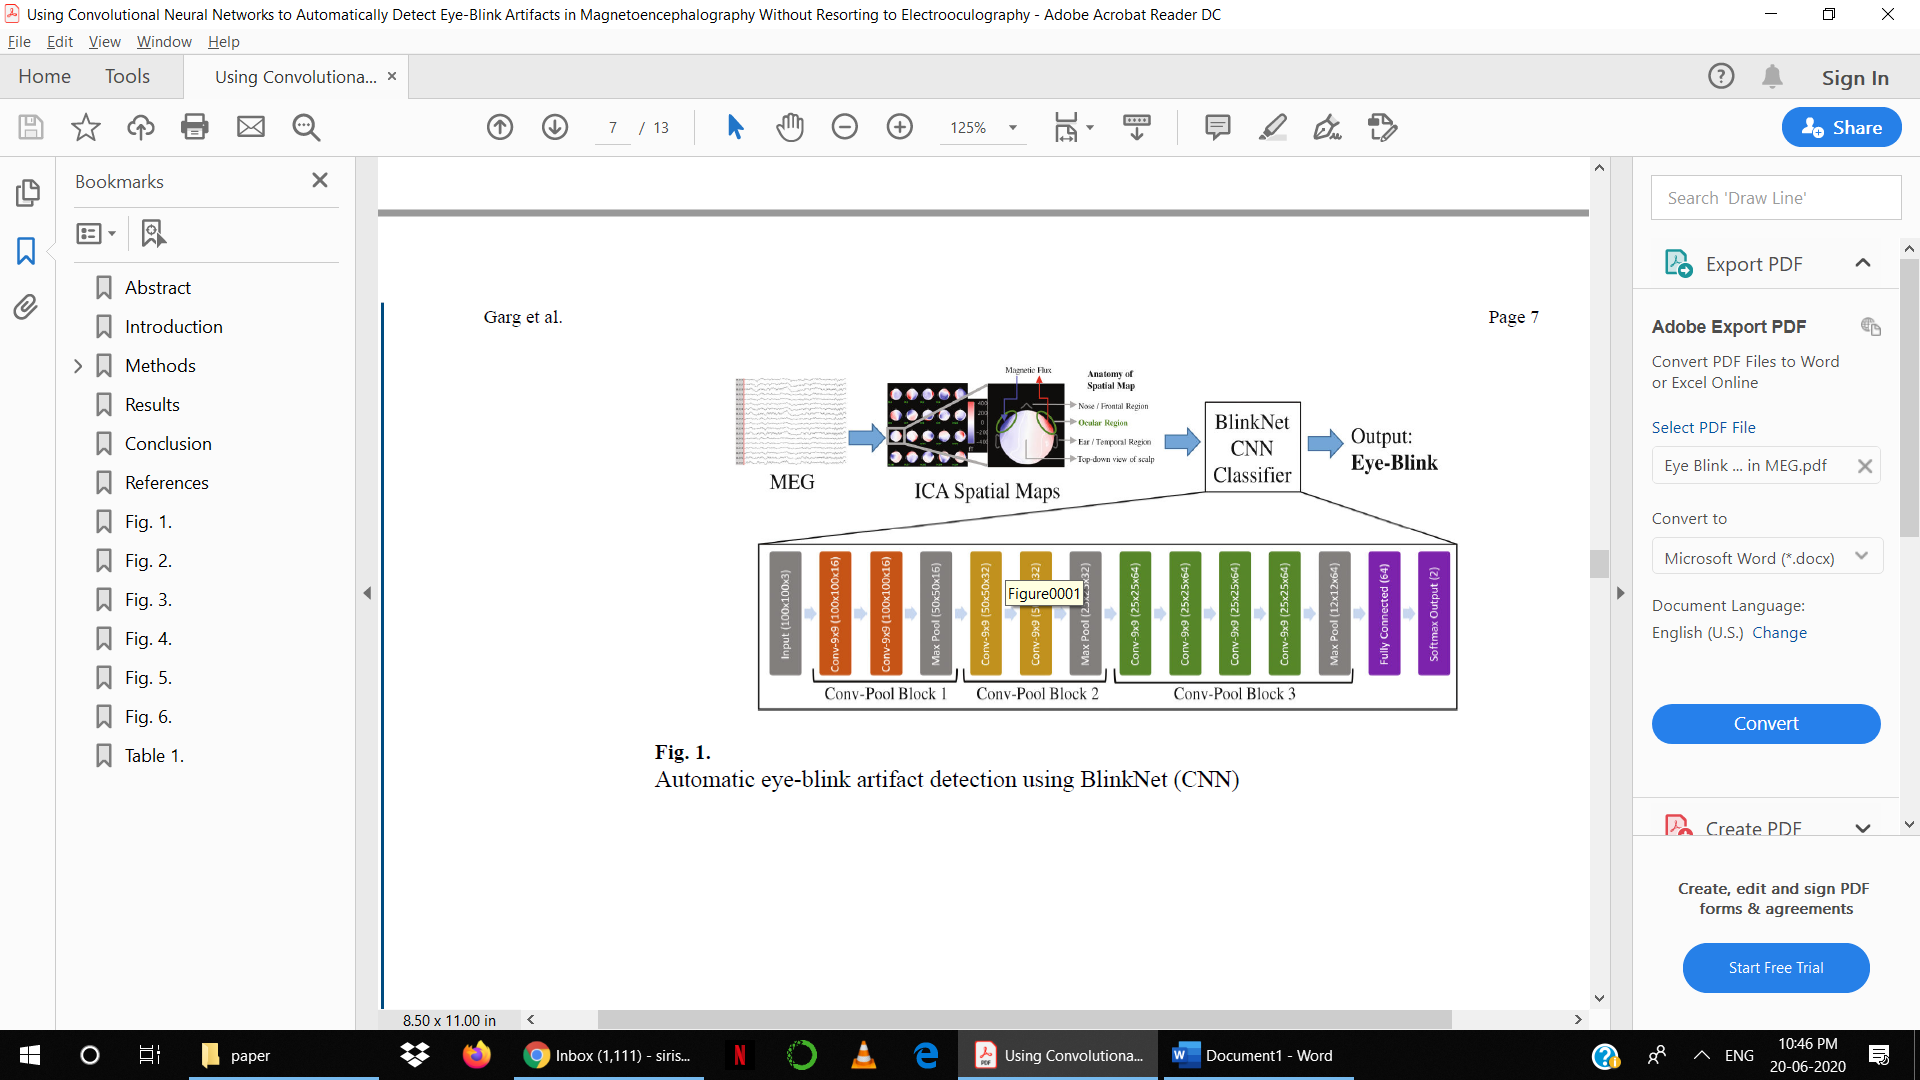 Using Convolutional Neural Networks to Automatically Detect Eye-Blink Artifacts in Magnetoencephalography Without Resorting to Electrooculography - Adobe Acrobat Reader DC
File Edit View Window Help
Home Tools Using Convolutiona... × Sign In
7 / 13 125% Share
Bookmarks
Abstract
Introduction
Methods
Results
Conclusion
References
Fig. 1.
Fig. 2.
Fig. 3.
Fig. 4.
Fig. 5.
Fig. 6.
Table 1.
Garg et al. Page 7
MEG
ICA Spatial Maps
Magnetic Flux
Anatomy of
Spatial Map
Nose / Frontal Region
Ocular Region
Ear / Temporal Region
Top-down view of scalp
BlinkNet
CNN
Classifier
Output:
Eye-Blink
Input (100x100x3)
Conv-9x9 (100x100x16)
Conv-9x9 (100x100x16)
Max Pool (50x50x16)
Conv-9x9 (50x50x32)
Conv-9x9
Figure0001
Max Pool
Conv-9x9 (25x25x64)
Conv-9x9 (25x25x64)
Conv-9x9 (25x25x64)
Conv-9x9 (25x25x64)
Max Pool (12x12x64)
Fully Connected (64)
Softmax Output (2)
Conv-Pool Block 1
Conv-Pool Block 2
Conv-Pool Block 3
Fig. 1.
Automatic eye-blink artifact detection using BlinkNet (CNN)
8.50 x 11.00 in
Search 'Draw Line'
Export PDF
Adobe Export PDF
Convert PDF Files to Word
or Excel Online
Select PDF File
Eye Blink ... in MEG.pdf
Convert to
Microsoft Word (*.docx)
Document Language:
English (U.S.) Change
Convert
Create PDF
Create, edit and sign PDF
forms & agreements
Start Free Trial
paper
Inbox (1,111) - siris...
Using Convolutiona...
Document1 - Word
ENG
10:46 PM
20-06-2020